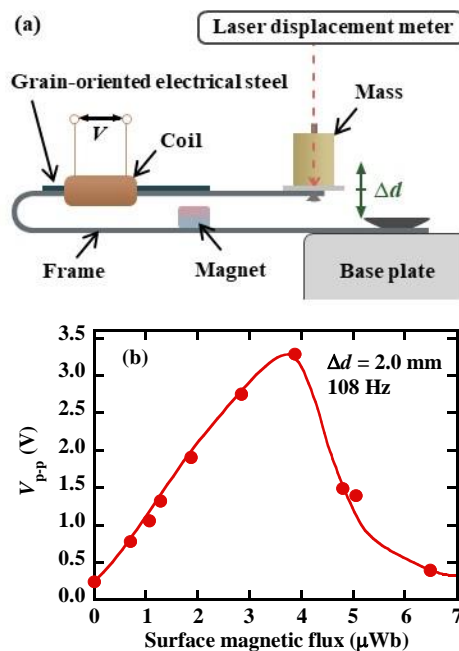 (a)
Laser displacement meter
Grain-oriented electrical steel
Mass
V
Coil
Δd
Frame
Magnet
Base plate
(b)
Δd = 2.0 mm
108 Hz
3.5
3.0
2.5
2.0
1.5
1.0
0.5
0.0
Vp-p (V)
0 1 2 3 4 5 6 7
Surface magnetic flux (μWb)